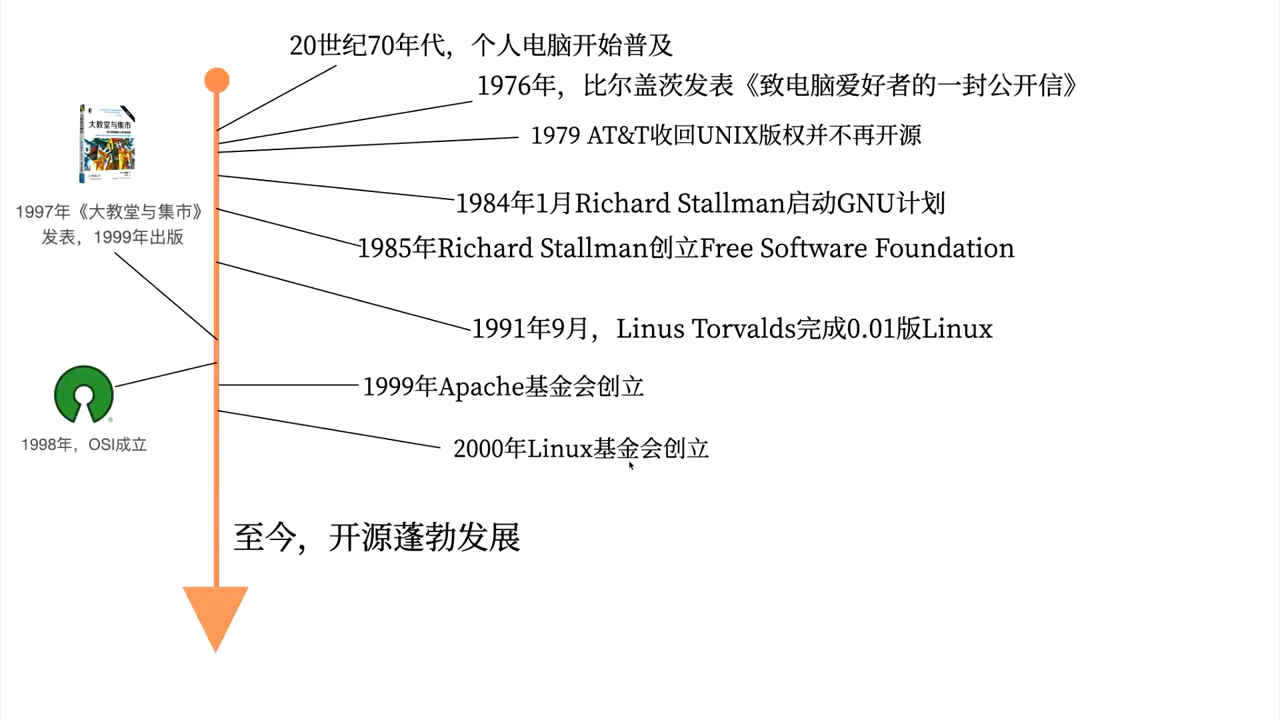 20世纪70年代，个人电脑开始普及
1976年，比尔盖茨发表《致电脑爱好者的一封公开信》
1979 AT&T收回UNIX版权并不再开源
1984年1月Richard Stallman启动GNU计划
1985年Richard Stallman创立Free Software Foundation
1991年9月，Linus Torvalds完成0.01版Linux
1999年Apache基金会创立
2000年Linux基金会创立
至今，开源蓬勃发展
大教堂与集市
1997年《大教堂与集市》
发表，1999年出版
1998年，OSI成立